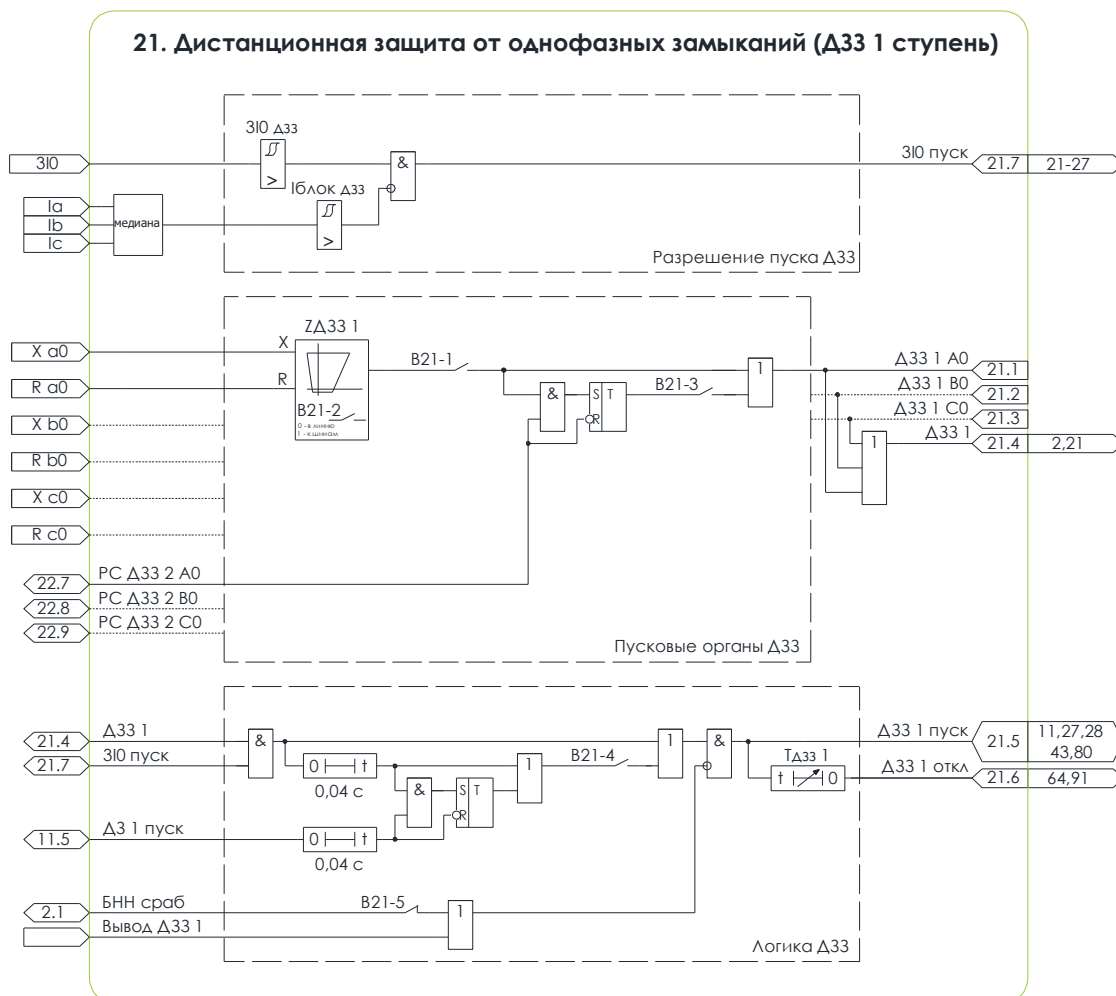 21. Дистанционная защита от однофазных замыканий (ДЗЗ 1 ступень)
3I0 дзз
3I0
>
&
3I0 пуск
21.7
21-27
Iблок дзз
>
Ia
Ib
Ic
медиана
Разрешение пуска ДЗЗ
ZДЗЗ 1
X a0
X
R a0
R
B21-1
B21-2
0 - в линию
1 - к шинам
&
S T
R
B21-3
1
ДЗЗ 1 A0
21.1
ДЗЗ 1 B0
21.2
ДЗЗ 1 C0
21.3
ДЗЗ 1
21.4
2,21
1
X b0
R b0
X c0
R c0
22.7
РС ДЗЗ 2 A0
22.8
РС ДЗЗ 2 B0
22.9
РС ДЗЗ 2 C0
Пусковые органы ДЗЗ
21.4
ДЗЗ 1
21.7
3I0 пуск
&
0 t
0,04 с
&
S T
R
1
B21-4
1
&
ДЗЗ 1 пуск
21.5
11,27,28
43,80
Tдзз 1
t 0
ДЗЗ 1 откл
21.6
64,91
11.5
ДЗ 1 пуск
0 t
0,04 с
2.1
БНН сраб
B21-5
1
Вывод ДЗЗ 1
Логика ДЗЗ